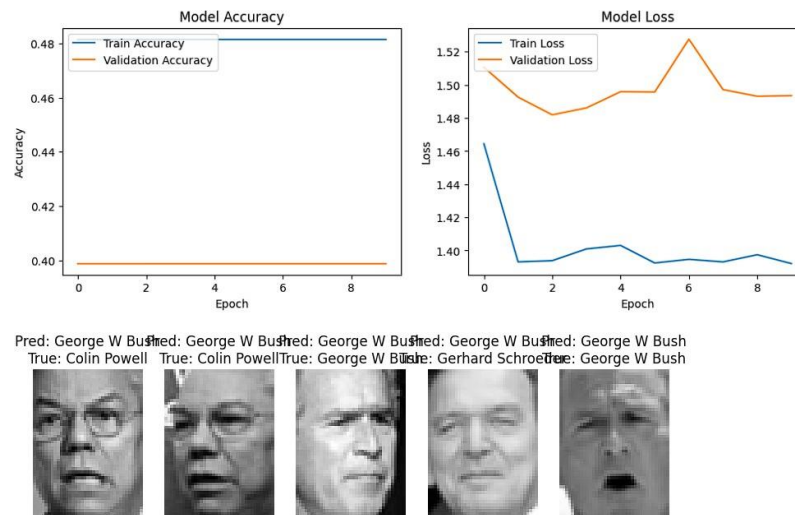 Model Accuracy
0.48
0.46
0.44
0.42
0.40
Train Accuracy
Validation Accuracy
Accuracy
0
2
4
6
8
Epoch
Model Loss
1.52
1.50
1.48
1.46
1.44
1.42
1.40
Train Loss
Validation Loss
Loss
0
2
4
6
8
Epoch
Pred: George W Bush
True: Colin Powell
Pred: George W Bush
True: Colin Powell
Pred: George W Bush
True: George W Bush
Pred: George W Bush
True: Gerhard Schroeder
Pred: George W Bush
True: George W Bush